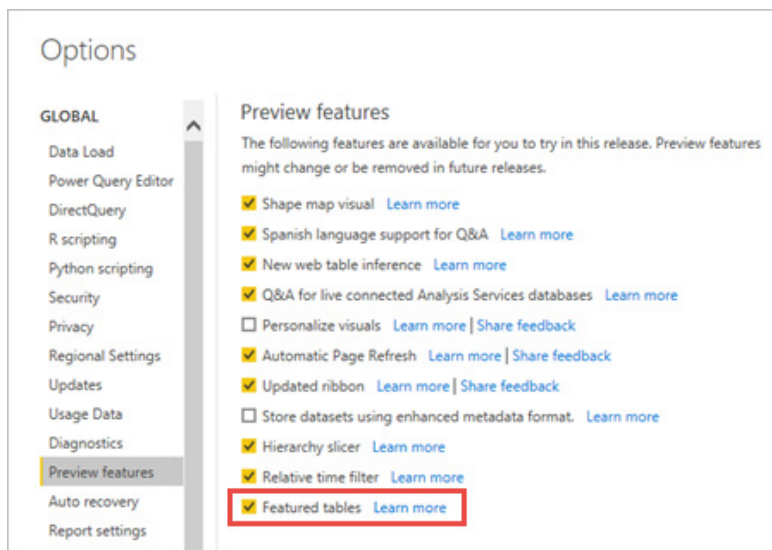 Options
GLOBAL
Data Load
Power Query Editor
DirectQuery
R scripting
Python scripting
Security
Privacy
Regional Settings
Updates
Usage Data
Diagnostics
Preview features
Auto recovery
Report settings
Preview features
The following features are available for you to try in this release. Preview features
might change or be removed in future releases.
Shape map visual Learn more
Spanish language support for Q&A Learn more
New web table inference Learn more
Q&A for live connected Analysis Services databases Learn more
Personalize visuals Learn more | Share feedback
Automatic Page Refresh Learn more | Share feedback
Updated ribbon Learn more | Share feedback
Store datasets using enhanced metadata format. Learn more
Hierarchy slicer Learn more
Relative time filter Learn more
Featured tables Learn more